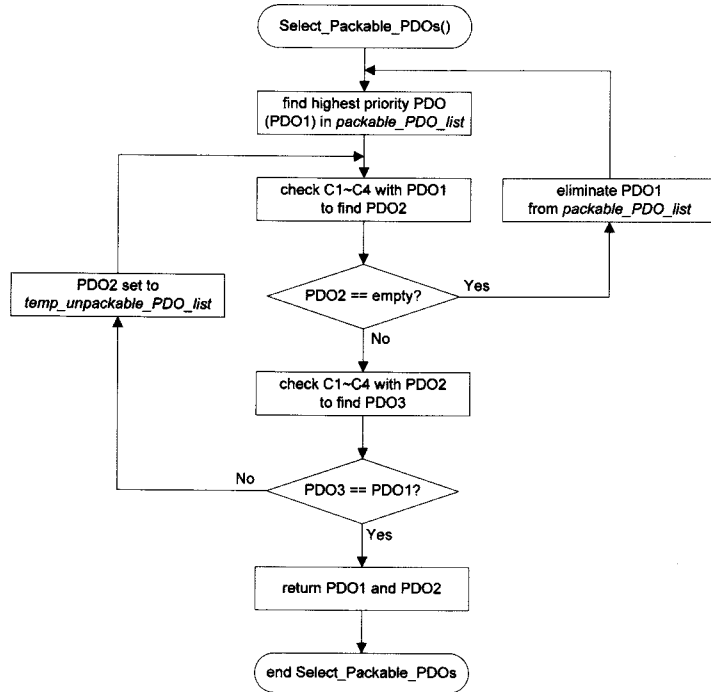 Select_Packable_PDOs()
find highest priority PDO
(PDO1) in packable_PDO_list
check C1~C4 with PDO1
to find PDO2
eliminate PDO1
from packable_PDO_list
PDO2 set to
temp_unpackable_PDO_list
PDO2 == empty?
Yes
No
check C1~C4 with PDO2
to find PDO3
No
PDO3 == PDO1?
Yes
return PDO1 and PDO2
end Select_Packable_PDOs